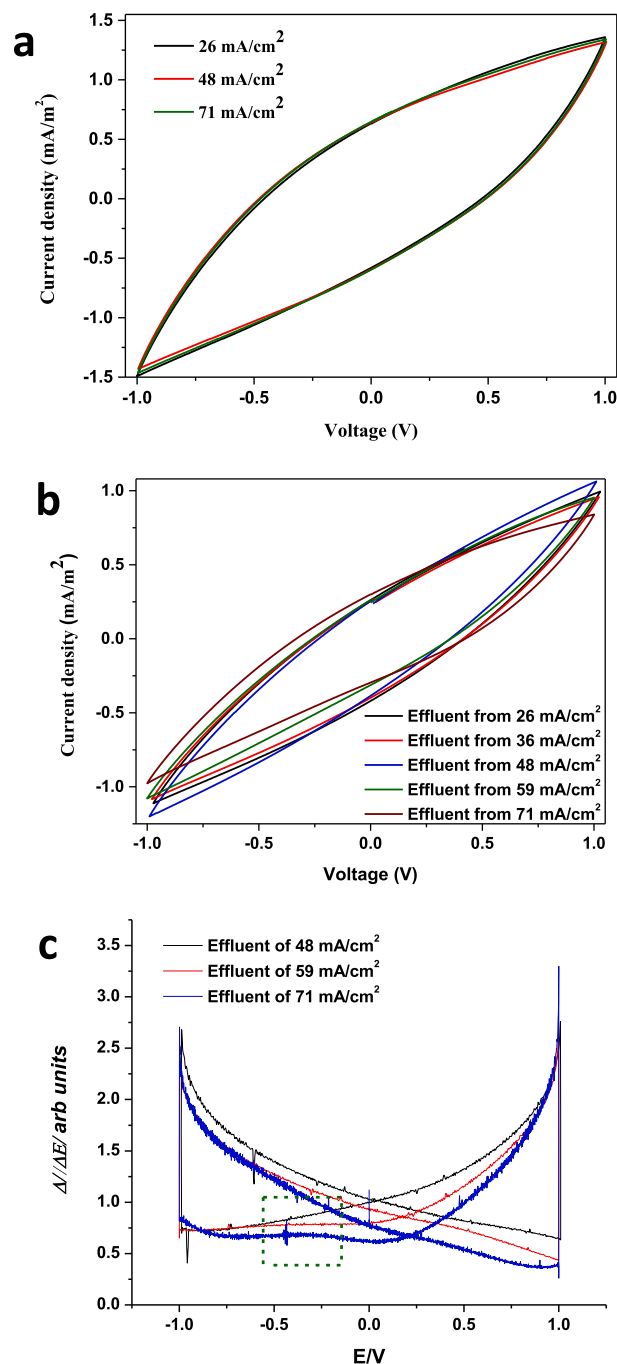 a
1.5
1.0
0.5
0.0
-0.5
-1.0
-1.5
Current density (mA/m²)
26 mA/cm²
48 mA/cm²
71 mA/cm²
-1.0 -0.5 0.0 0.5 1.0
Voltage (V)
b
1.0
0.5
0.0
-0.5
-1.0
Current density (mA/m²)
Effluent from 26 mA/cm²
Effluent from 36 mA/cm²
Effluent from 48 mA/cm²
Effluent from 59 mA/cm²
Effluent from 71 mA/cm²
-1.0 -0.5 0.0 0.5 1.0
Voltage (V)
c
3.5
3.0
2.5
2.0
1.5
1.0
0.5
0.0
ΔI/ΔE/ arb units
Effluent of 48 mA/cm²
Effluent of 59 mA/cm²
Effluent of 71 mA/cm²
-1.0 -0.5 0.0 0.5 1.0
E/V